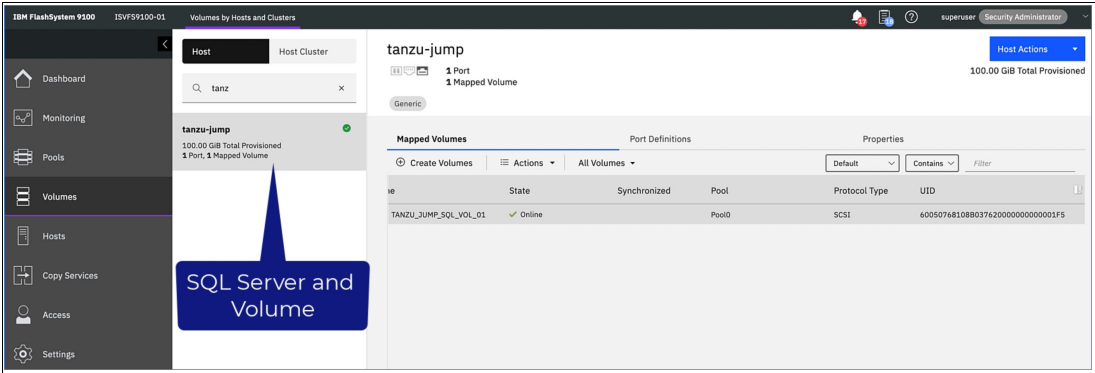 IBM FlashSystem 9100 ISVFS9100-01 Volumes by Hosts and Clusters 17 18 superuser Security Administrator
Dashboard
Monitoring
Pools
Volumes
Hosts
Copy Services
Access
Settings
Host Host Cluster
tanz
tanzu-jump
100.00 GiB Total Provisioned
1 Port, 1 Mapped Volume
SQL Server and
Volume
tanzu-jump
1 Port
1 Mapped Volume
Generic
Host Actions
100.00 GiB Total Provisioned
Mapped Volumes Port Definitions Properties
Create Volumes Actions All Volumes Default Contains Filter
e State Synchronized Pool Protocol Type UID
TANZU_JUMP_SQL_VOL_01 Online Pool0 SCSI